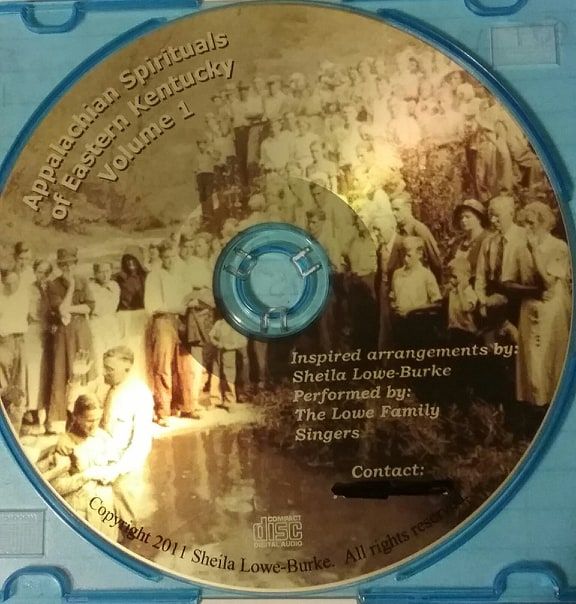 Appalachian Spirituals
of Eastern Kentucky
Volume 1
Inspired arrangements by:
Sheila Lowe-Burke
Performed by:
The Lowe Family
Singers
Contact:
COMPACT
disc
DIGITAL AUDIO
Copyright 2011 Sheila Lowe-Burke. All rights reserved.